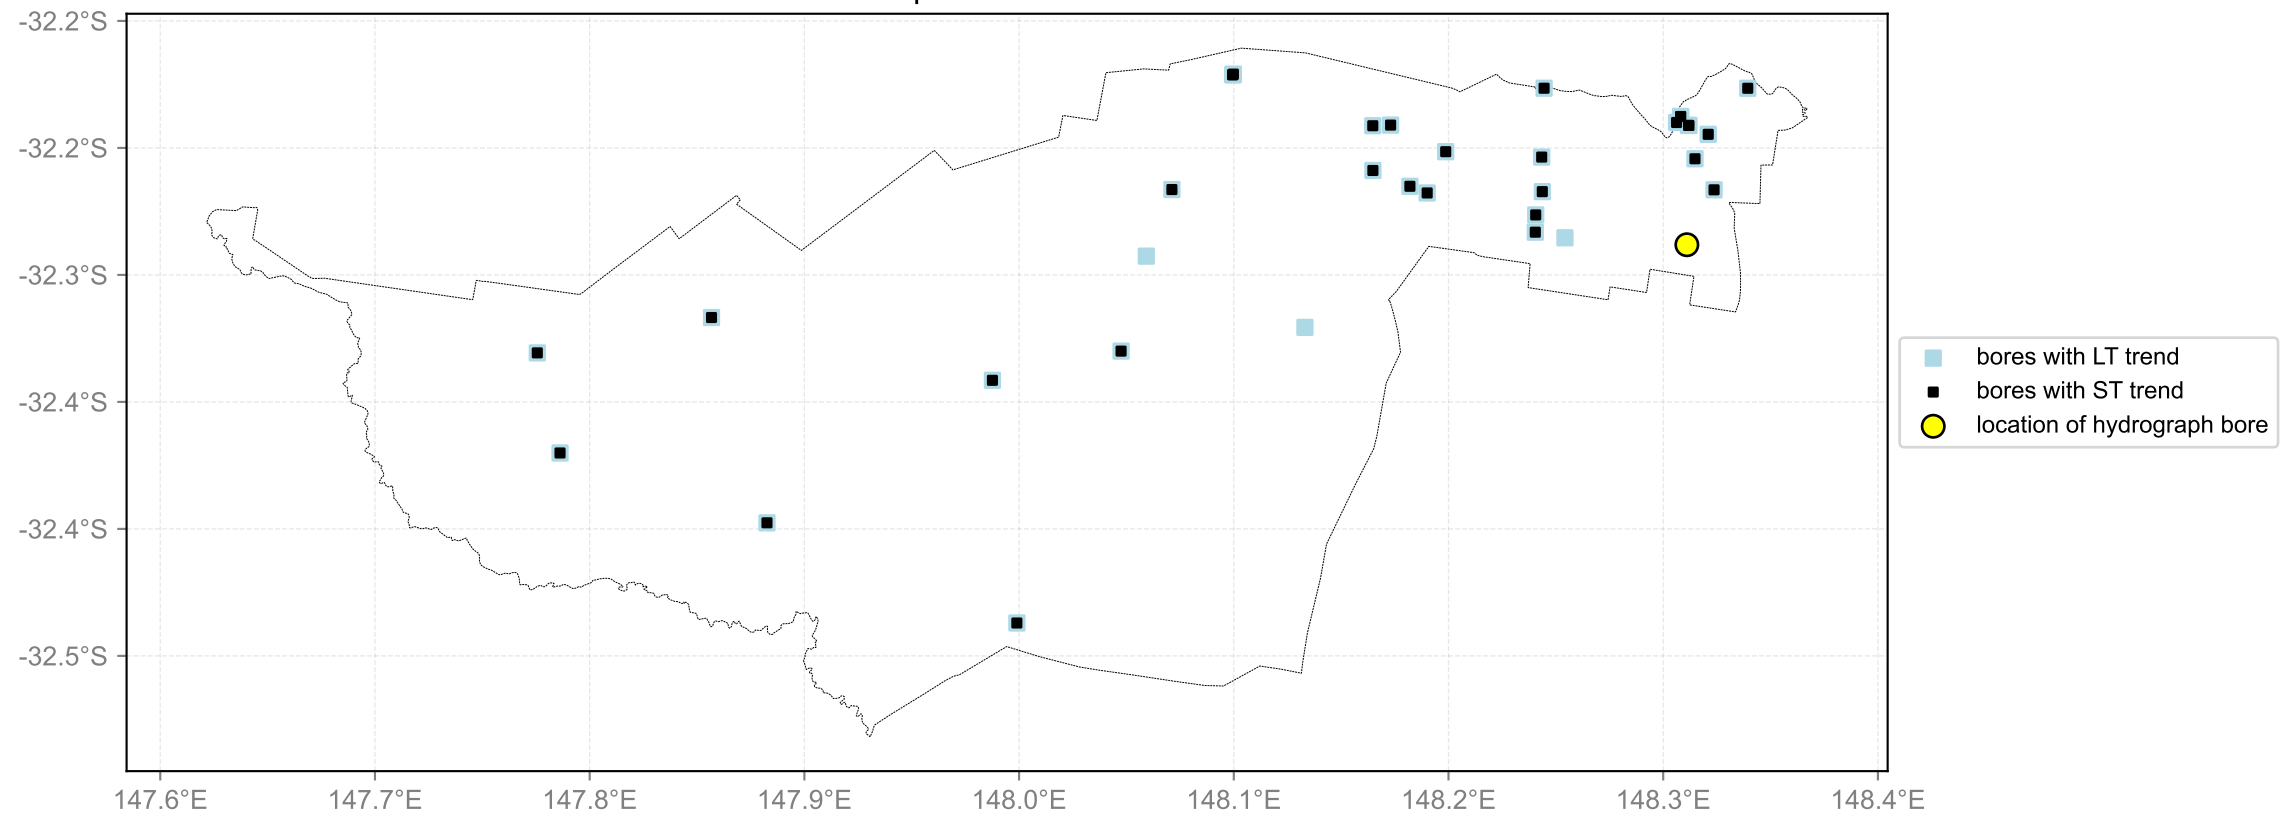 -32.2°S
-32.2°S
-32.3°S
-32.4°S
-32.4°S
-32.5°S
147.6°E 147.7°E 147.8°E 147.9°E 148.0°E 148.1°E 148.2°E 148.3°E 148.4°E
bores with LT trend
bores with ST trend
location of hydrograph bore